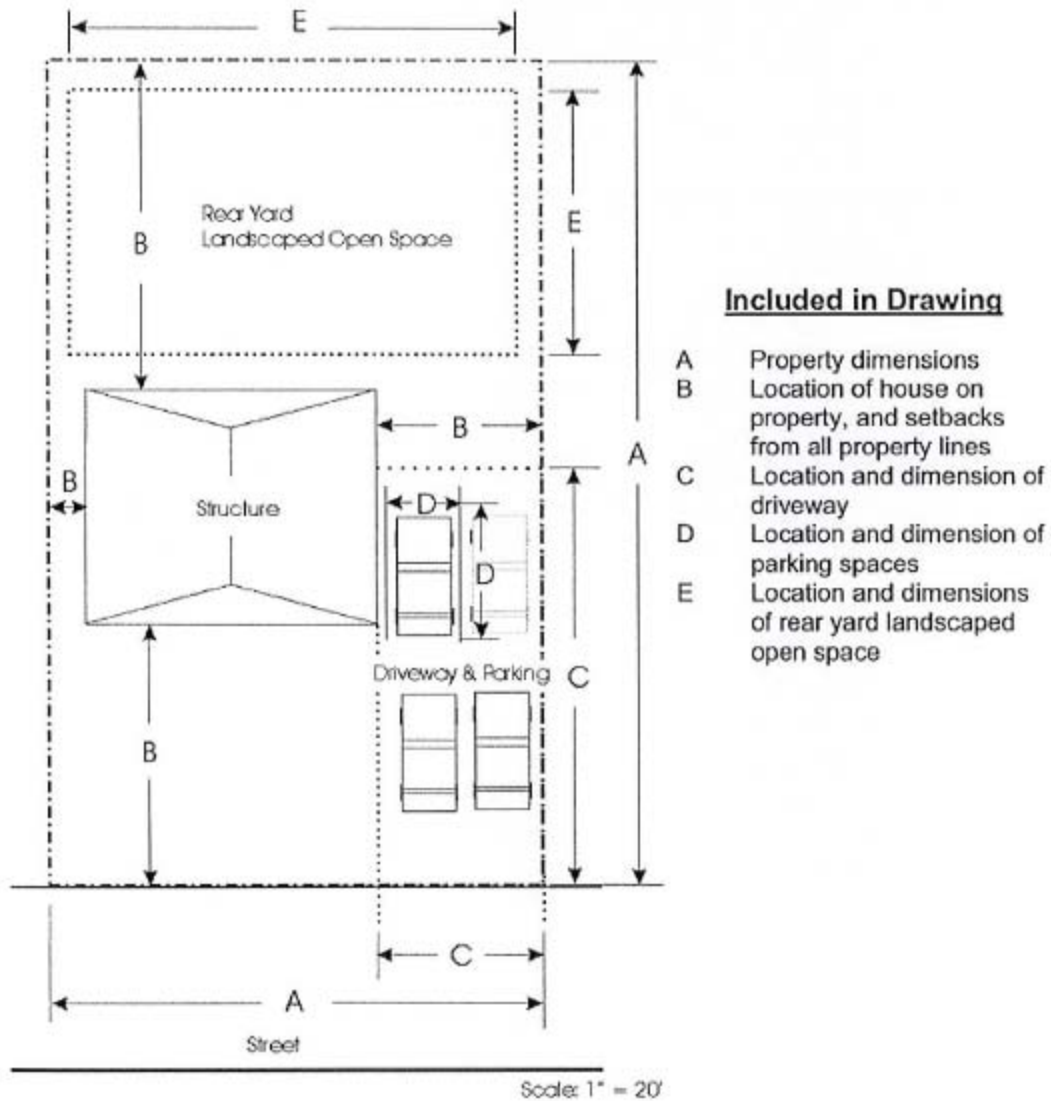 E
Rear Yard
Landscaped Open Space
B
E
B
A
B
Structure
D
D
Driveway & Parking
C
B
C
A
Street
Scale: 1" = 20'
Included in Drawing
A Property dimensions
B Location of house on
property, and setbacks
from all property lines
C Location and dimension of
driveway
D Location and dimension of
parking spaces
E Location and dimensions
of rear yard landscaped
open space